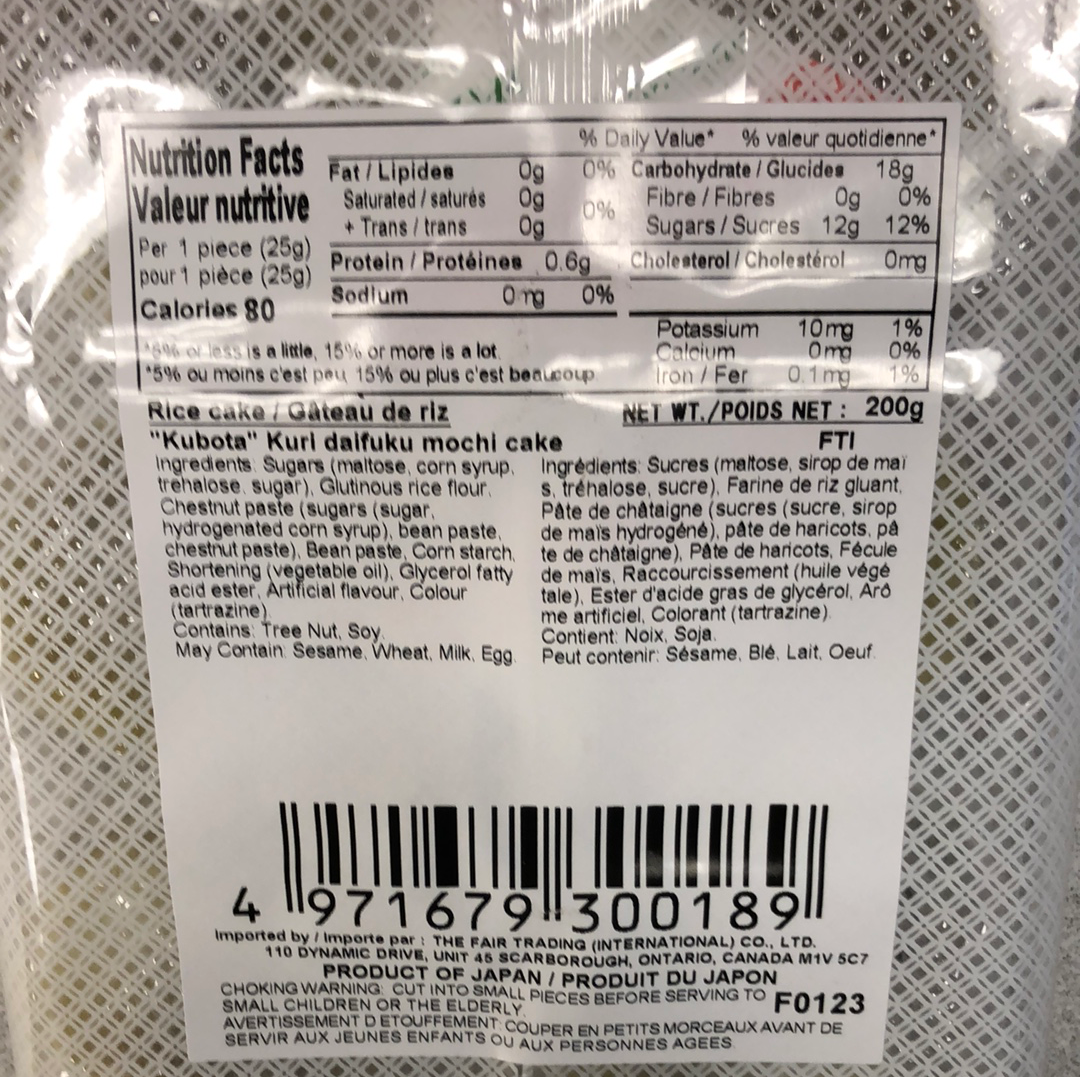 % Daily Value* % valeur quotidienne*
Nutrition Facts
Valeur nutritive
Per 1 piece (25g)
pour 1 pièce (25g)
Calories 80
Fat / Lipides 0g 0%
Saturated / saturés 0g
+ Trans / trans 0g
0%
Protein / Protéines 0.6g
Sodium 0 mg 0%
Carbohydrate / Glucides 18g
Fibre / Fibres 0g 0%
Sugars / Sucres 12g 12%
Cholesterol / Cholestérol 0mg
Potassium 10mg 1%
Calcium 0mg 0%
Iron / Fer 0.1mg 1%
*5% or less is a little, 15% or more is a lot.
*5% ou moins c'est peu, 15% ou plus c'est beaucoup.
Rice cake / Gâteau de riz
NET WT./POIDS NET : 200g
"Kubota" Kuri daifuku mochi cake
FTI
Ingredients: Sugars (maltose, corn syrup,
trehalose, sugar), Glutinous rice flour,
Chestnut paste (sugars (sugar,
hydrogenated corn syrup), bean paste,
chestnut paste), Bean paste, Corn starch,
Shortening (vegetable oil), Glycerol fatty
acid ester, Artificial flavour, Colour
(tartrazine).
Contains: Tree Nut, Soy.
May Contain: Sesame, Wheat, Milk, Egg.
Ingrédients: Sucres (maltose, sirop de maï
s, tréhalose, sucre), Farine de riz gluant,
Pâte de châtaigne (sucres (sucre, sirop
de maïs hydrogéné), pâte de haricots, pâ
te de châtaigne), Pâte de haricots, Fécule
de maïs, Raccourcissement (huile végé
tale), Ester d'acide gras de glycérol, Arô
me artificiel, Colorant (tartrazine).
Contient: Noix, Soja.
Peut contenir: Sésame, Blé, Lait, Oeuf.
4 971679 300189
Imported by / Importe par : THE FAIR TRADING (INTERNATIONAL) CO., LTD.
110 DYNAMIC DRIVE, UNIT 45 SCARBOROUGH, ONTARIO, CANADA M1V 5C7
PRODUCT OF JAPAN / PRODUIT DU JAPON
CHOKING WARNING: CUT INTO SMALL PIECES BEFORE SERVING TO
SMALL CHILDREN OR THE ELDERLY.
F0123
AVERTISSEMENT D ETOUFFEMENT: COUPER EN PETITS MORCEAUX AVANT DE
SERVIR AUX JEUNES ENFANTS OU AUX PERSONNES AGEES.